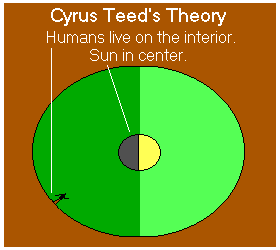 Cyrus Teed's Theory
Humans live on the interior.
Sun in center.